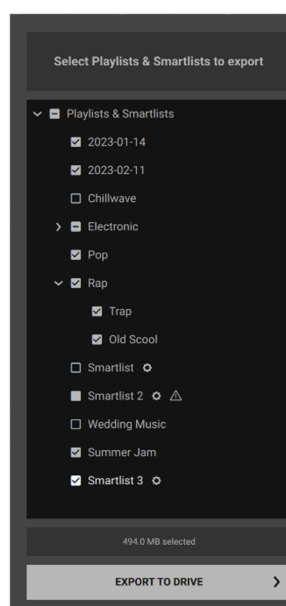 Select Playlists & Smartlists to export
Playlists & Smartlists
2023-01-14
2023-02-11
Chillwave
Electronic
Pop
Rap
Trap
Old Scool
Smartlist
Smartlist 2
Wedding Music
Summer Jam
Smartlist 3
494.0 MB selected
EXPORT TO DRIVE